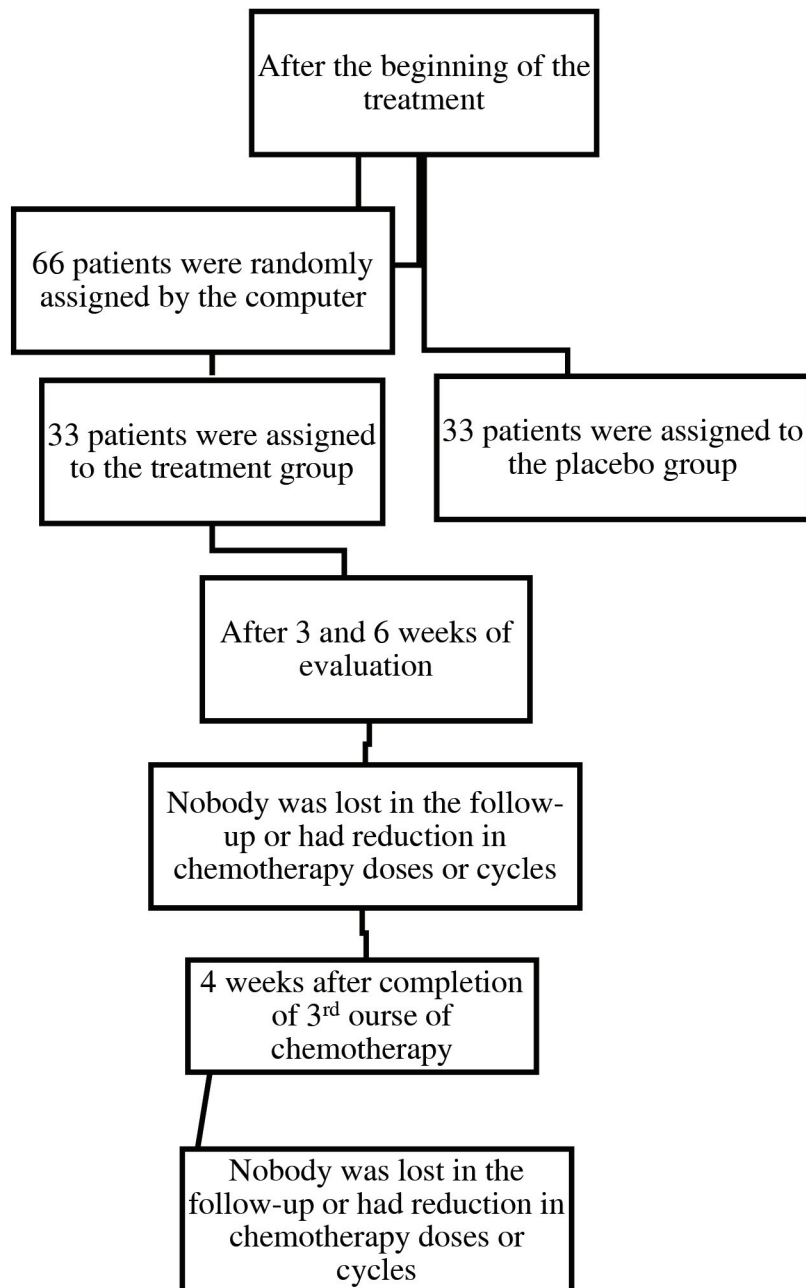 After the beginning of the
treatment
66 patients were randomly
assigned by the computer
33 patients were assigned
to the treatment group
33 patients were assigned to
the placebo group
After 3 and 6 weeks of
evaluation
Nobody was lost in the follow-
up or had reduction in
chemotherapy doses or cycles
4 weeks after completion
of 3rd ourse of
chemotherapy
Nobody was lost in the
follow-up or had reduction in
chemotherapy doses or
cycles